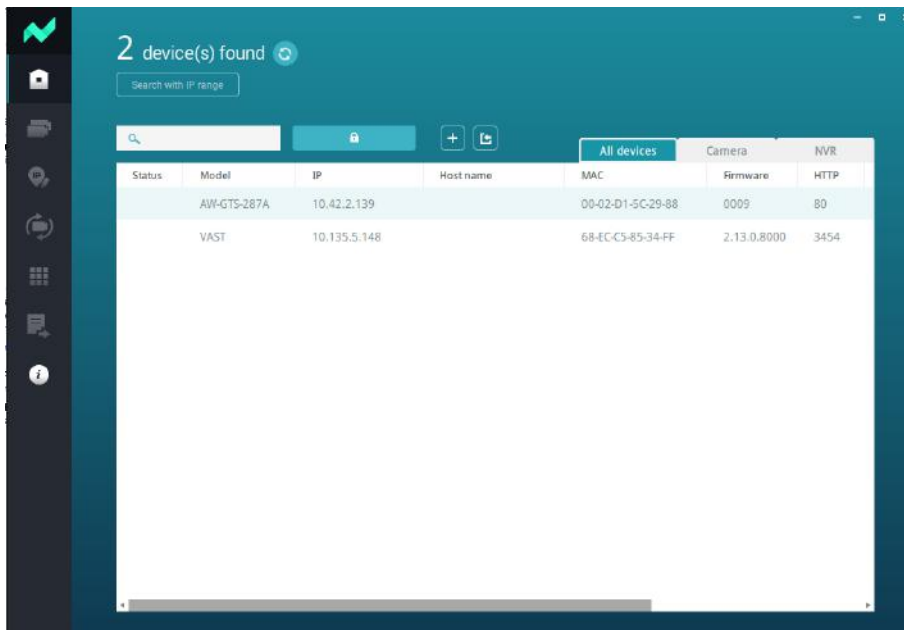 2 device(s) found
Search with IP range
All devices Camera NVR
Status Model IP Host name MAC Firmware HTTP
AW-GTS-287A 10.42.2.139 00-02-D1-5C-29-88 0009 80
VAST 10.135.5.148 68-EC-C5-85-34-FF 2.13.0.8000 3454